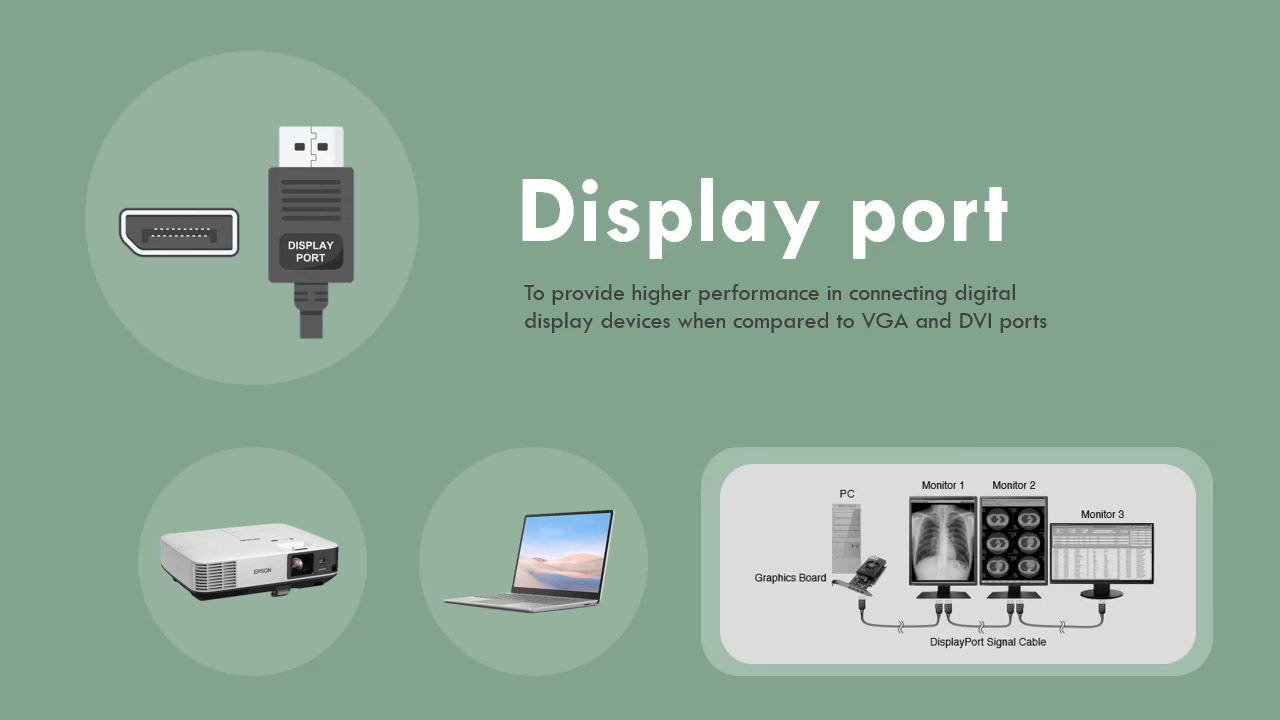 DISPLAY
PORT
Display port
To provide higher performance in connecting digital
display devices when compared to VGA and DVI ports
EPSON
PC
Monitor 1
Monitor 2
Monitor 3
Graphics Board
DisplayPort Signal Cable